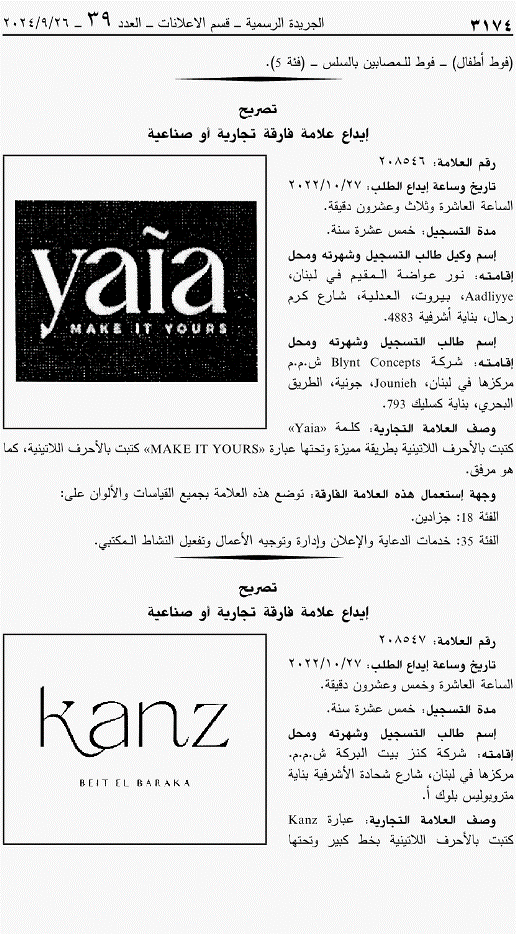 ٣١٧٤ الجريدة الرسمية ــ قسم الاعلانات ــ العدد ٣٩ ــ ٢٠٢٤/٩/٢٦
(فوط أطفال) ــ فوط للمصابين بالسلس ــ (فئة 5).
تصريح
إيداع علامة فارقة تجارية أو صناعية
رقم العلامة: ٢٠٨٥٤٦
تاريخ وساعة إيداع الطلب: ٢٠٢٢/١٠/٢٧
الساعة العاشرة وثلاث وعشرون دقيقة.
مدة التسجيل: خمس عشرة سنة.
إسم وكيل طالب التسجيل وشهرته ومحل
إقامته: نور عواضة المقيم في لبنان،
Aadliyye، بيروت، العدلية، شارع كرم
رحال، بناية أشرفية 4883.
إسم طالب التسجيل وشهرته ومحل
إقامته: شركة Blynt Concepts ش.م.م
مركزها في لبنان، Jounieh، جونية، الطريق
البحري، بناية كسليك 793.
yaïa
MAKE IT YOURS
وصف العلامة التجارية: كلمة «Yaia»
كتبت بالأحرف اللاتينية بطريقة مميزة وتحتها عبارة «MAKE IT YOURS» كتبت بالأحرف اللاتينية، كما
هو مرفق.
وجهة إستعمال هذه العلامة الفارقة: توضع هذه العلامة بجميع القياسات والألوان على:
الفئة 18: جزادين.
الفئة 35: خدمات الدعاية والإعلان وإدارة وتوجيه الأعمال وتفعيل النشاط المكتبي.
تصريح
إيداع علامة فارقة تجارية أو صناعية
رقم العلامة: ٢٠٨٥٤٧
تاريخ وساعة إيداع الطلب: ٢٠٢٢/١٠/٢٧
الساعة العاشرة وخمس وعشرون دقيقة.
مدة التسجيل: خمس عشرة سنة.
إسم طالب التسجيل وشهرته ومحل
إقامته: شركة كنز بيت البركة ش.م.م.
مركزها في لبنان، شارع شحادة الأشرفية بناية
متروبوليس بلوك أ.
kanz
BEIT EL BARAKA
وصف العلامة التجارية: عبارة Kanz
كتبت بالأحرف اللاتينية بخط كبير وتحتها